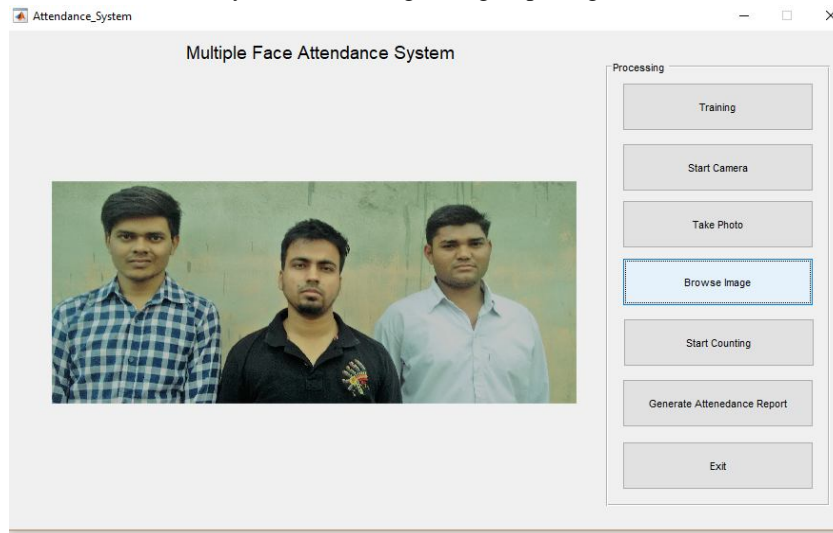 Attendance_System
Multiple Face Attendance System
Processing
Training
Start Camera
Take Photo
Browse Image
Start Counting
Generate Attenedance Report
Exit